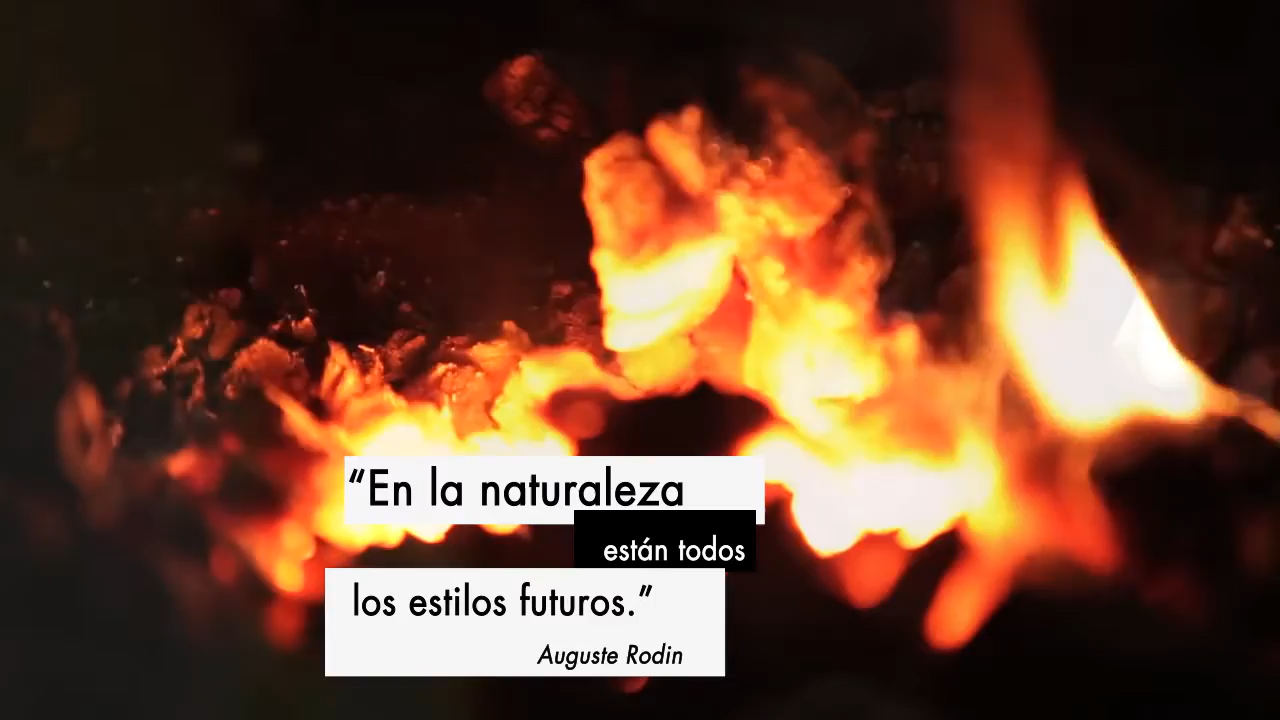 “En la naturaleza
están todos
los estilos futuros.”
Auguste Rodin